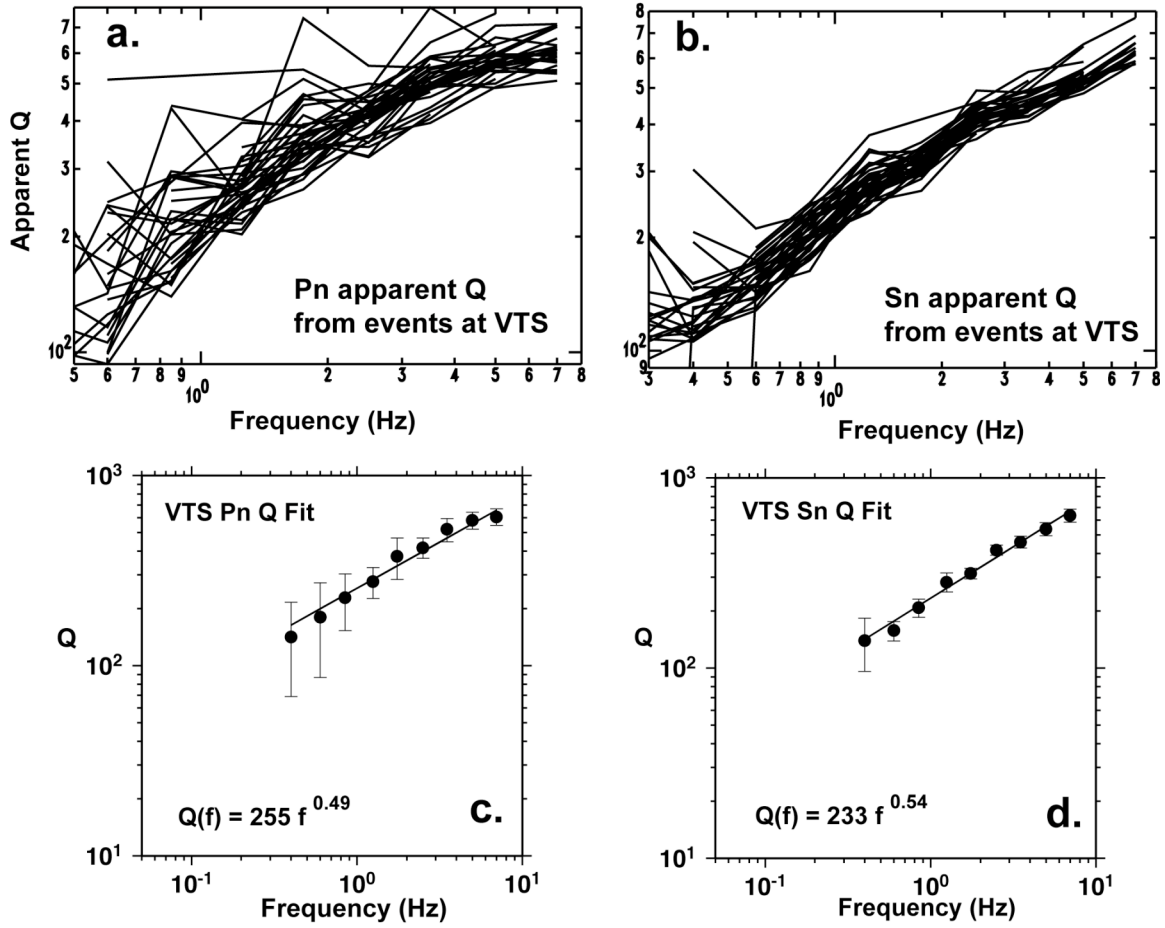 a.
8
7
6
5
4
3
2
10²
Apparent Q
Pn apparent Q
from events at VTS
5 6 7 8 9 10⁰ 2 3 4 5 6 7 8
Frequency (Hz)
b.
8
7
6
5
4
3
2
10²
9
Sn apparent Q
from events at VTS
3 4 5 6 7 8 9 10⁰ 2 3 4 5 6 7 8
Frequency (Hz)
10³
VTS Pn Q Fit
Q
10²
Q(f) = 255 f 0.49
c.
10¹
10⁻¹ 10⁰ 10¹
Frequency (Hz)
10³
VTS Sn Q Fit
Q
10²
Q(f) = 233 f 0.54
d.
10¹
10⁻¹ 10⁰ 10¹
Frequency (Hz)